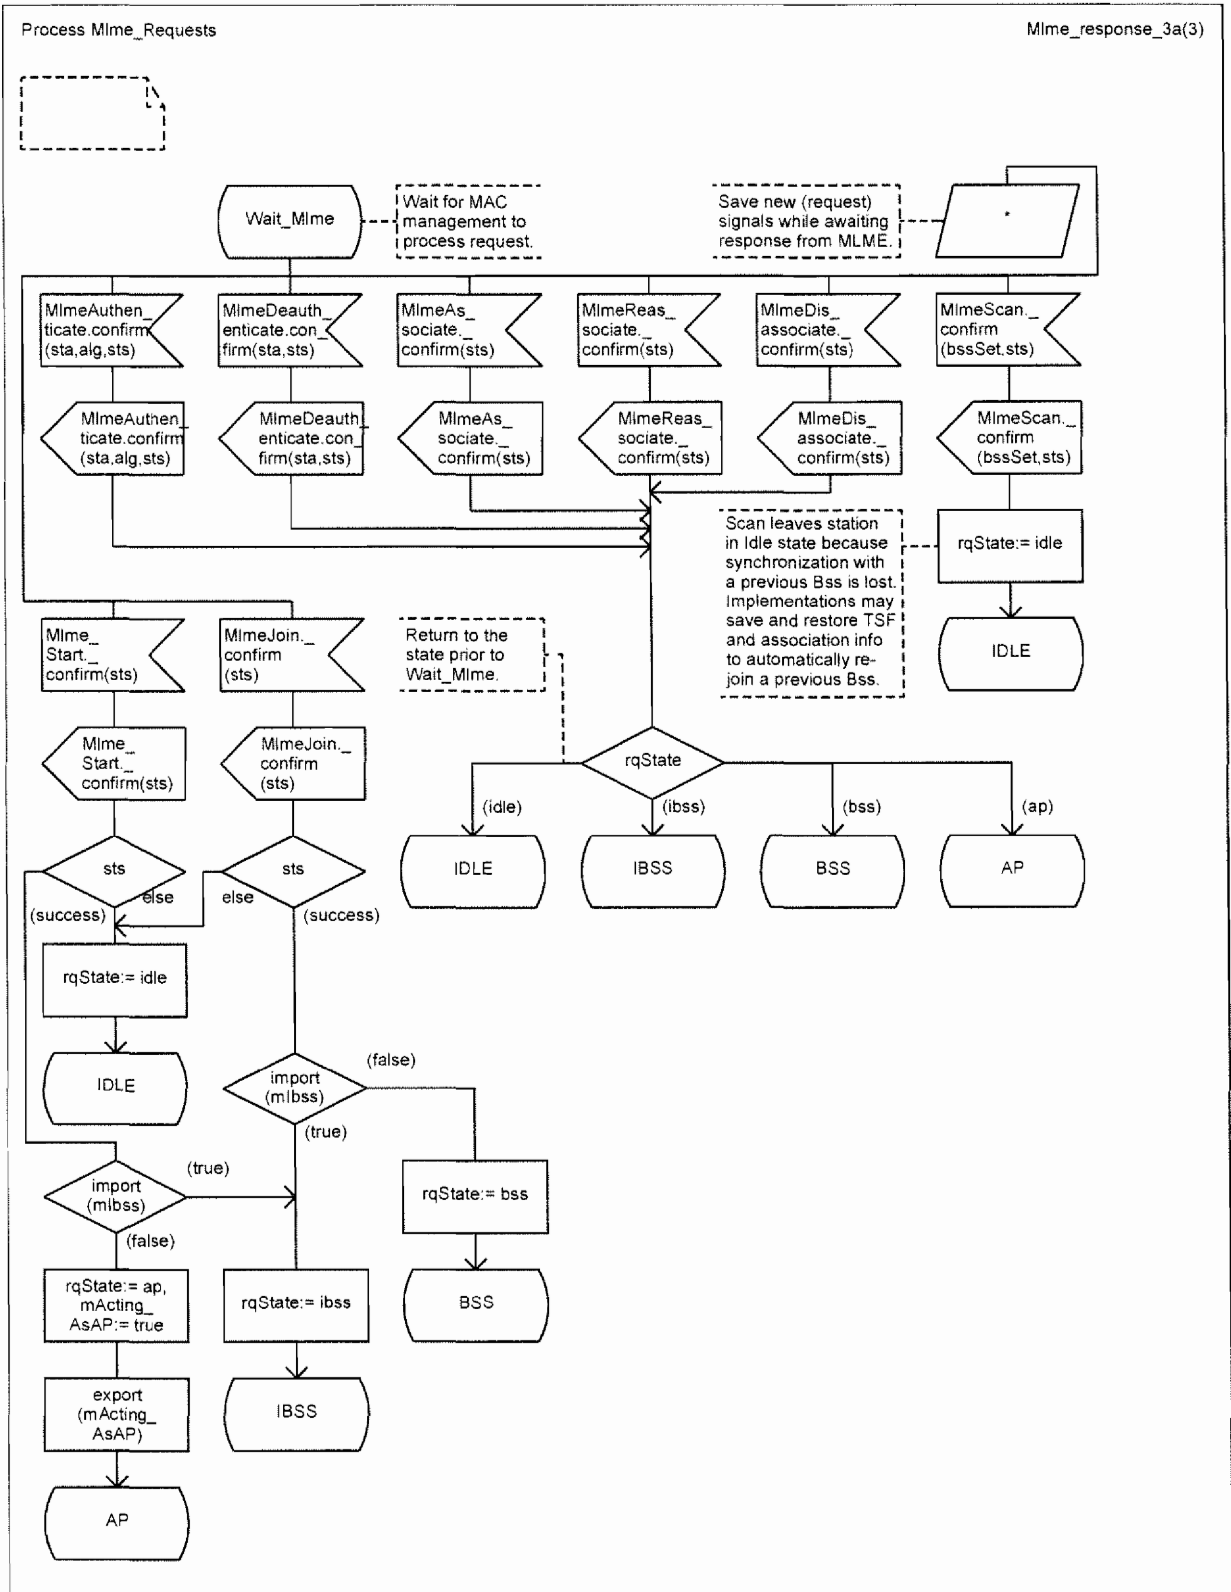 Process Mlme_Requests
Mlme_response_3a(3)
Wait_Mlme
Wait for MAC
management to
process request.
Save new (request)
signals while awaiting
response from MLME.
*
MlmeAuthen_
ticate.confirm
(sta,alg,sts)
MlmeDeauth_
enticate.con_
firm(sta,sts)
MlmeAs_
sociate._
confirm(sts)
MlmeReas_
sociate._
confirm(sts)
MlmeDis_
associate._
confirm(sts)
MlmeScan._
confirm
(bssSet,sts)
MlmeAuthen_
ticate.confirm
(sta,alg,sts)
MlmeDeauth_
enticate.con_
firm(sta,sts)
MlmeAs_
sociate._
confirm(sts)
MlmeReas_
sociate._
confirm(sts)
MlmeDis_
associate._
confirm(sts)
MlmeScan._
confirm
(bssSet,sts)
Scan leaves station
in Idle state because
synchronization with
a previous Bss is lost.
Implementations may
save and restore TSF
and association info
to automatically re-
join a previous Bss.
rqState:= idle
IDLE
Mlme_
Start._
confirm(sts)
MlmeJoin._
confirm
(sts)
Return to the
state prior to
Wait_Mlme.
Mlme_
Start._
confirm(sts)
MlmeJoin._
confirm
(sts)
rqState
(idle)
(ibss)
(bss)
(ap)
IDLE
IBSS
BSS
AP
sts
else
(success)
sts
else
(success)
rqState:= idle
IDLE
import
(mIbss)
(false)
(true)
import
(mIbss)
(true)
(false)
rqState:= bss
BSS
rqState:= ap,
mActing_
AsAP:= true
rqState:= ibss
export
(mActing_
AsAP)
IBSS
AP